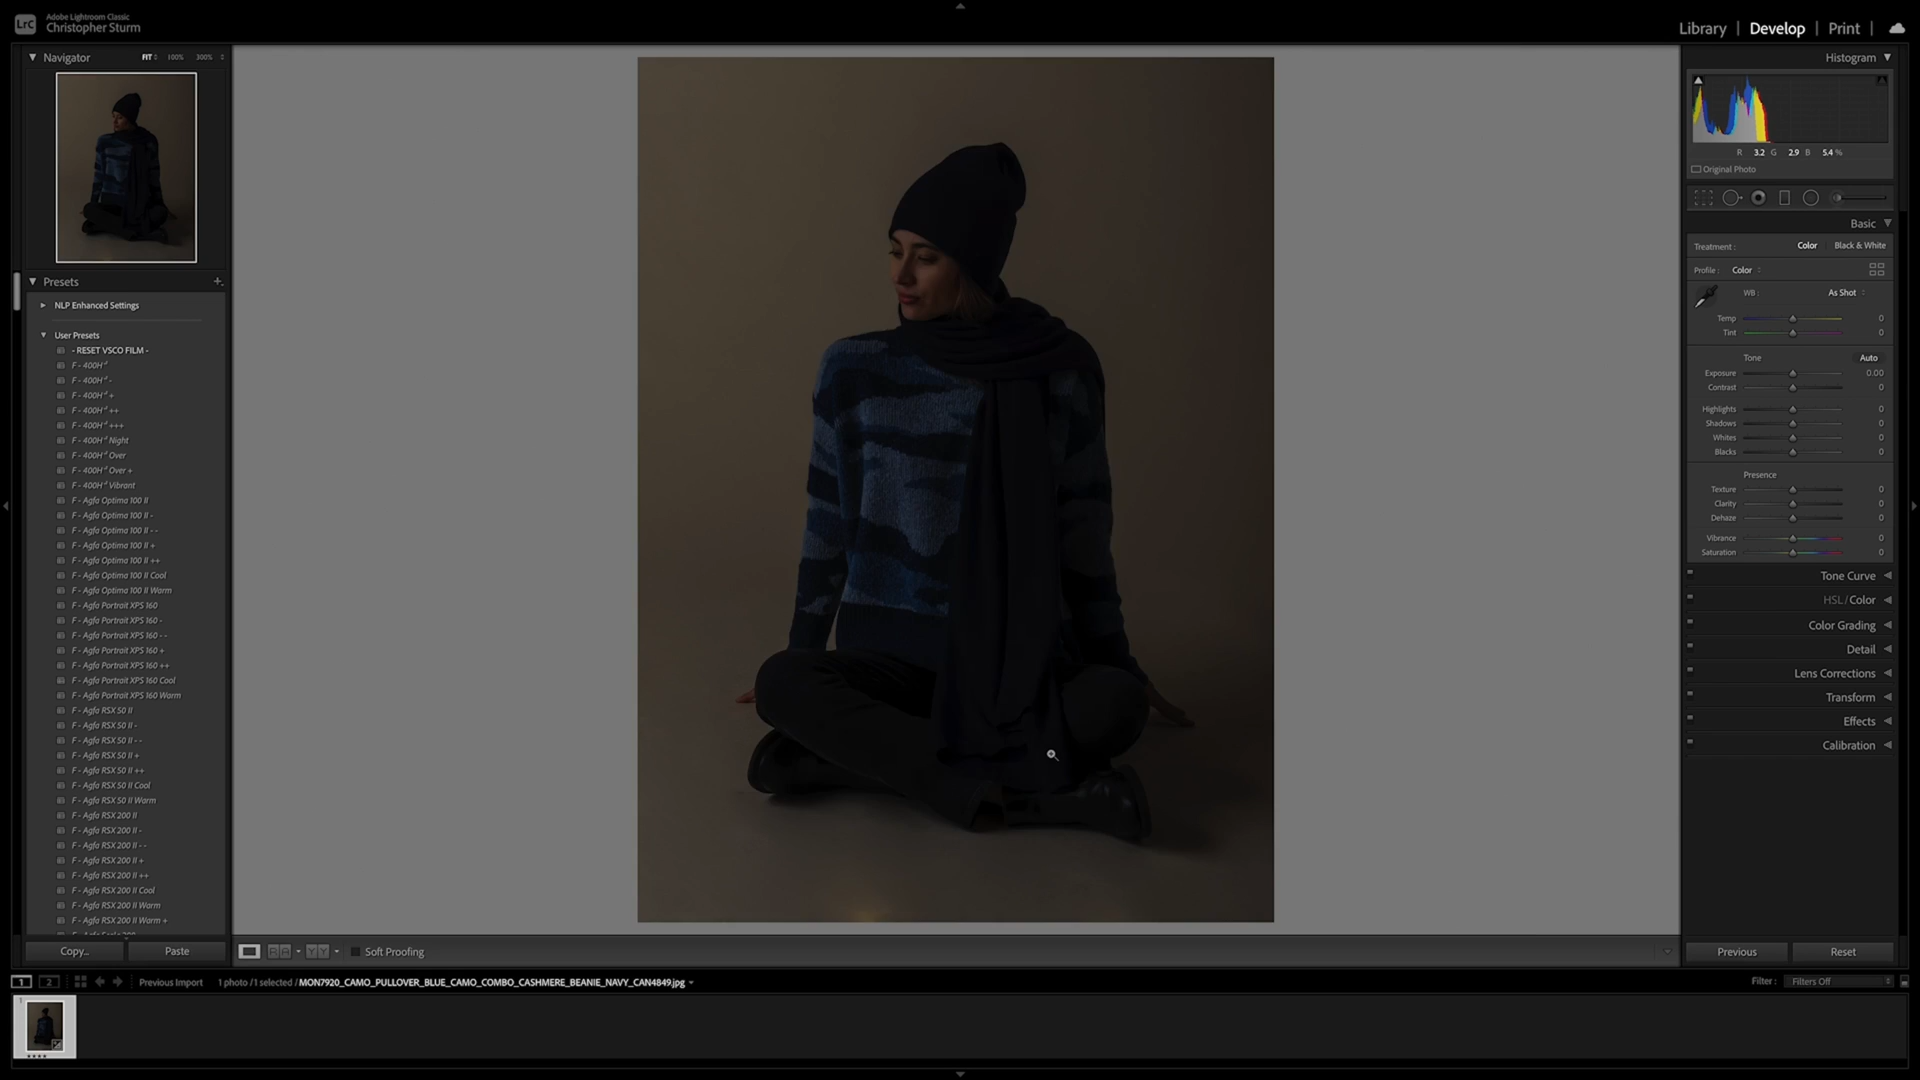 Lrc
Adobe Lightroom Classic
Christopher Sturm
Library | Develop | Print |
Navigator FIT 100% 300%
Presets +
NLP Enhanced Settings
User Presets
- RESET VSCO FILM -
F - 400H
F - 400H -
F - 400H +
F - 400H ++
F - 400H +++
F - 400H Night
F - 400H Over
F - 400H Over +
F - 400H Vibrant
F - Agfa Optima 100 II
F - Agfa Optima 100 II -
F - Agfa Optima 100 II - -
F - Agfa Optima 100 II +
F - Agfa Optima 100 II ++
F - Agfa Optima 100 II Cool
F - Agfa Optima 100 II Warm
F - Agfa Portrait XPS 160
F - Agfa Portrait XPS 160 -
F - Agfa Portrait XPS 160 - -
F - Agfa Portrait XPS 160 +
F - Agfa Portrait XPS 160 ++
F - Agfa Portrait XPS 160 Cool
F - Agfa Portrait XPS 160 Warm
F - Agfa RSX 50 II
F - Agfa RSX 50 II -
F - Agfa RSX 50 II - -
F - Agfa RSX 50 II +
F - Agfa RSX 50 II ++
F - Agfa RSX 50 II Cool
F - Agfa RSX 50 II Warm
F - Agfa RSX 200 II
F - Agfa RSX 200 II -
F - Agfa RSX 200 II - -
F - Agfa RSX 200 II +
F - Agfa RSX 200 II ++
F - Agfa RSX 200 II Cool
F - Agfa RSX 200 II Warm
F - Agfa RSX 200 II Warm +
Copy... Paste
Soft Proofing
Histogram
R 3.2 G 2.9 B 5.4 %
Original Photo
Basic
Treatment : Color Black & White
Profile : Color
WB : As Shot
Temp 0
Tint 0
Tone Auto
Exposure 0.00
Contrast 0
Highlights 0
Shadows 0
Whites 0
Blacks 0
Presence
Texture 0
Clarity 0
Dehaze 0
Vibrance 0
Saturation 0
Tone Curve
HSL / Color
Color Grading
Detail
Lens Corrections
Transform
Effects
Calibration
Previous Reset
1 2 Previous Import 1 photo / 1 selected / MON7920_CAMO_PULLOVER_BLUE_CAMO_COMBO_CASHMERE_BEANIE_NAVY_CAN4849.jpg
Filter : Filters Off
1